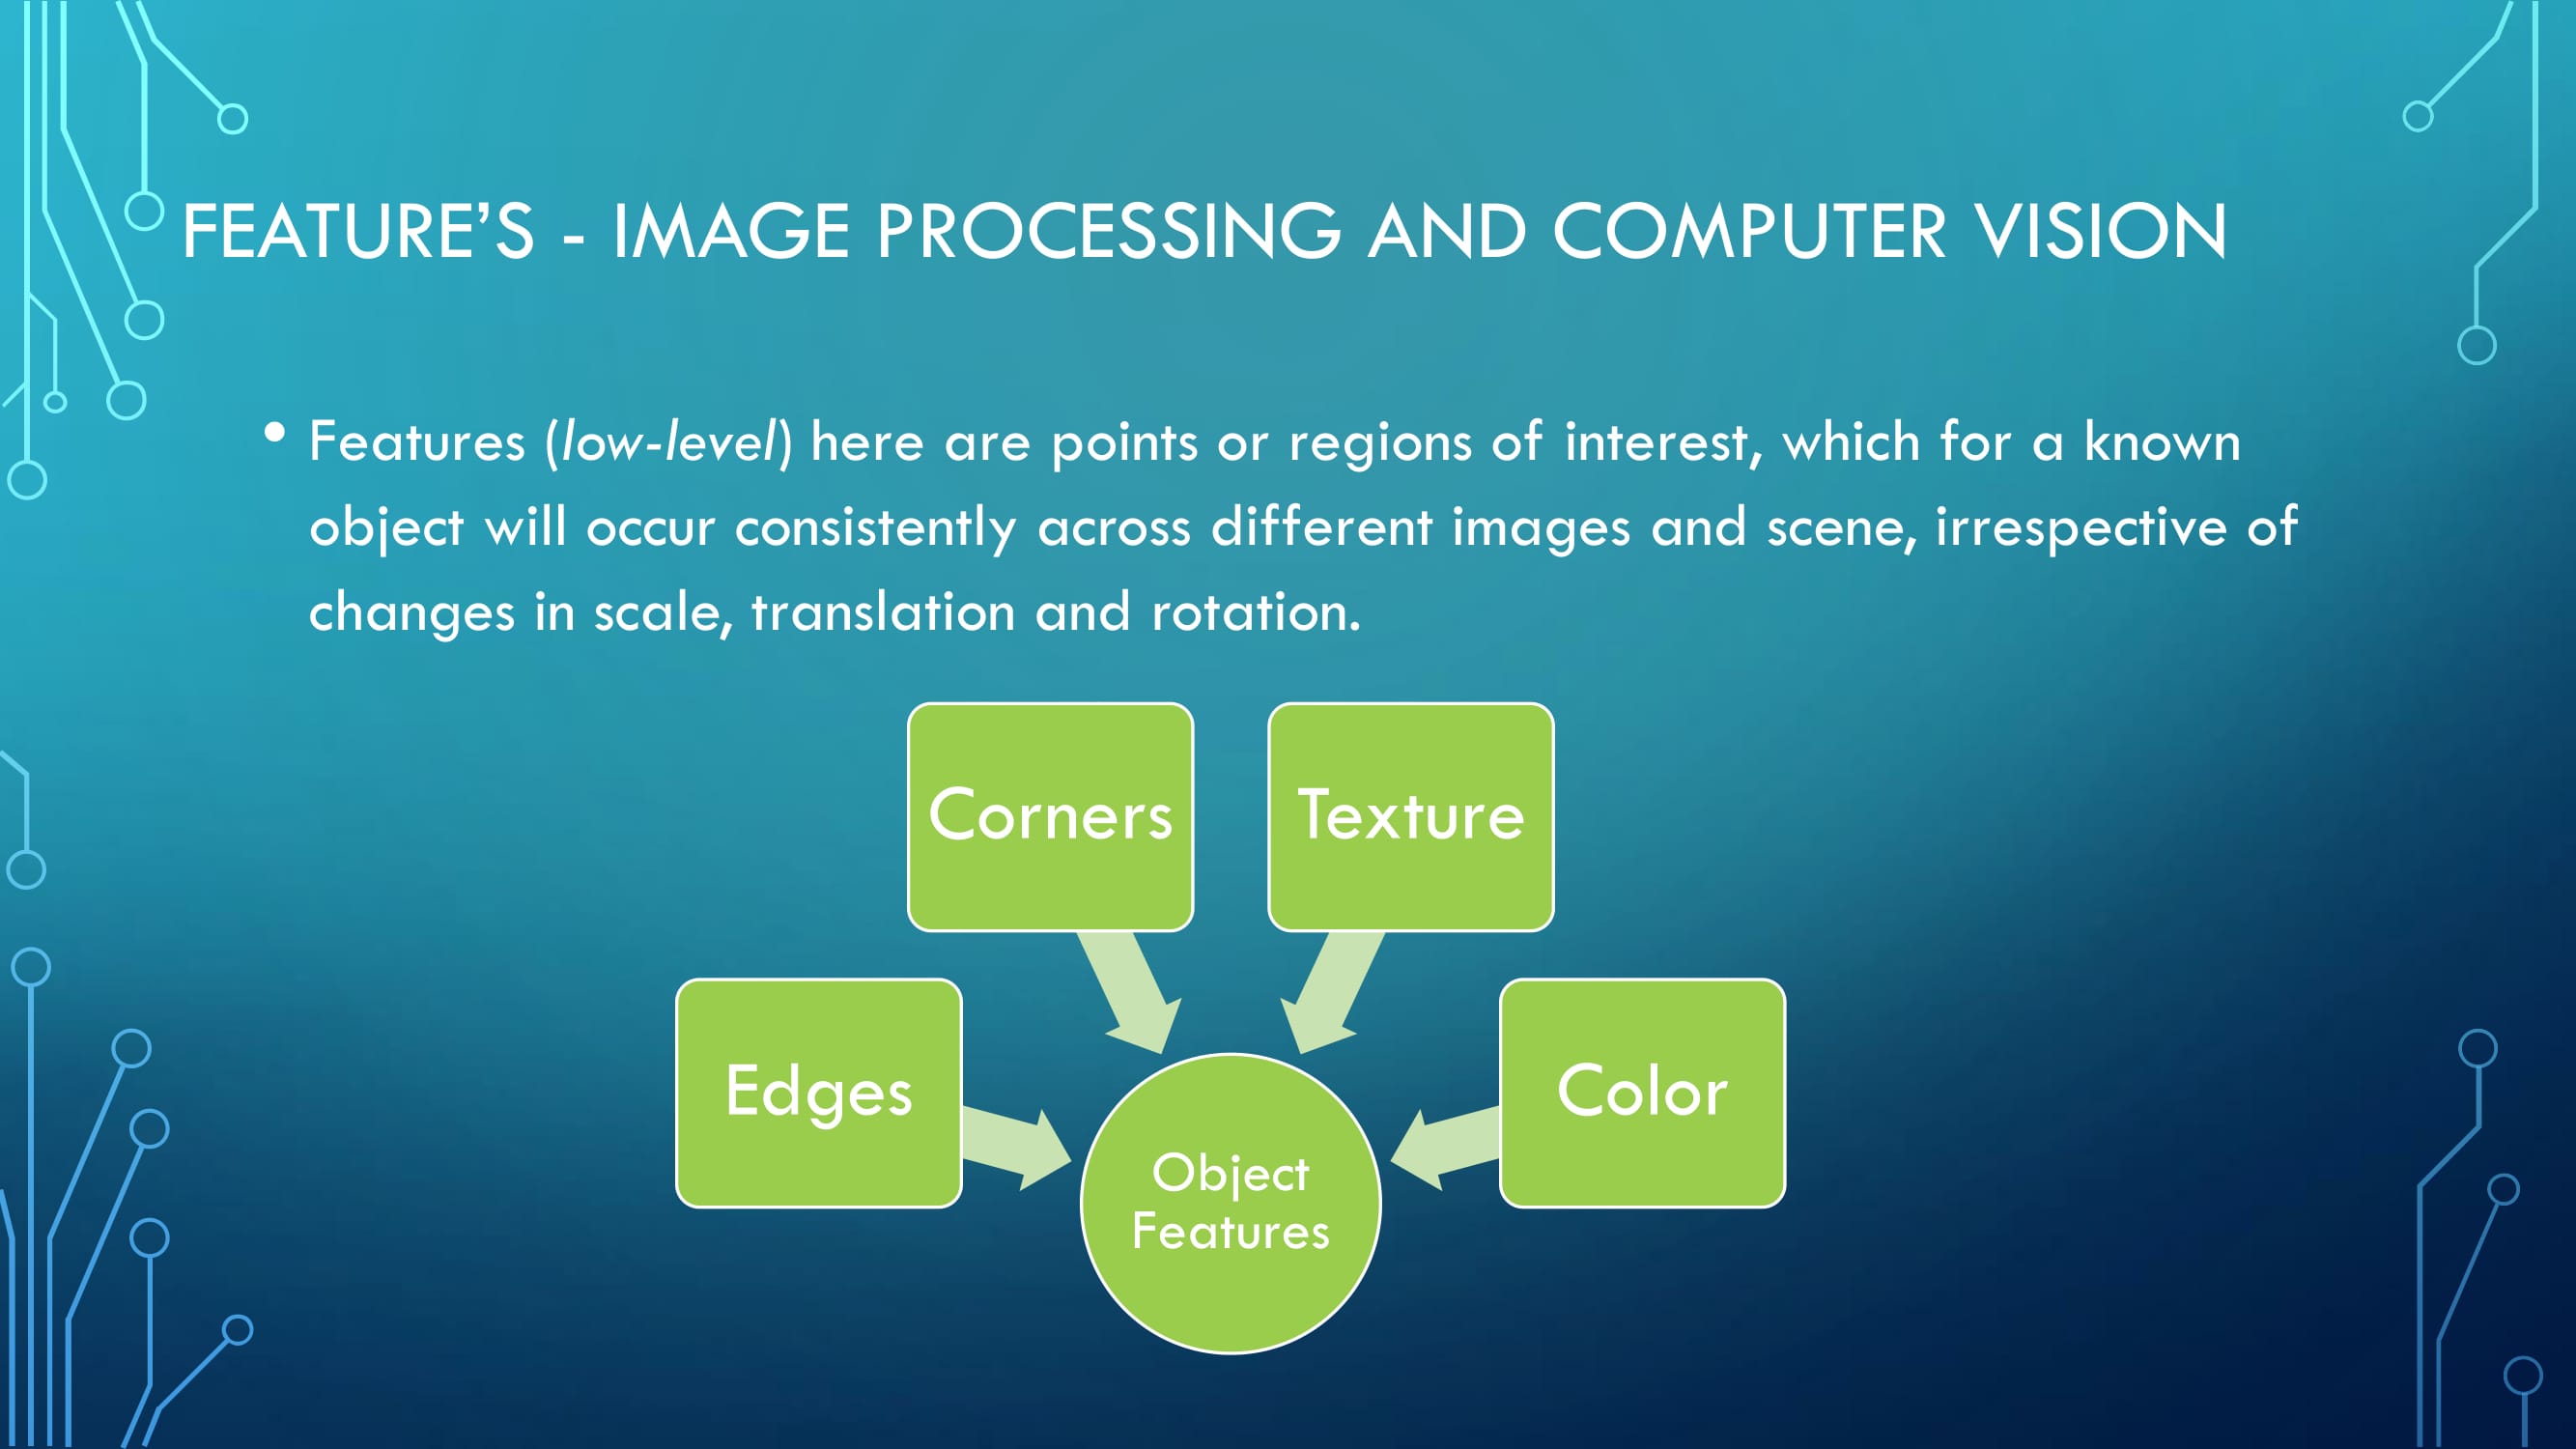 FEATURE’S - IMAGE PROCESSING AND COMPUTER VISION
• Features (low-level) here are points or regions of interest, which for a known
object will occur consistently across different images and scene, irrespective of
changes in scale, translation and rotation.
Corners
Texture
Edges
Color
Object
Features